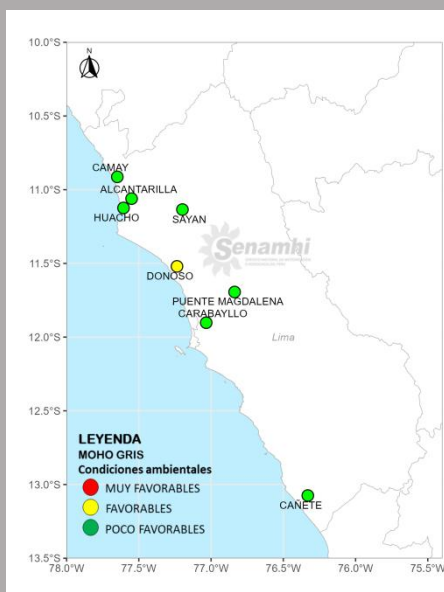 N
10.0°S
10.5°S
11.0°S
11.5°S
12.0°S
12.5°S
13.0°S
13.5°S
CAMAY
ALCANTARILLA
HUACHO
SAYAN
Senamhi
DONOSO
PUENTE MAGDALENA
CARABAYLLO
Lima
CAÑETE
LEYENDA
MOHO GRIS
Condiciones ambientales
MUY FAVORABLES
FAVORABLES
POCO FAVORABLES
78.0°W 77.5°W 77.0°W 76.5°W 76.0°W 75.5°W